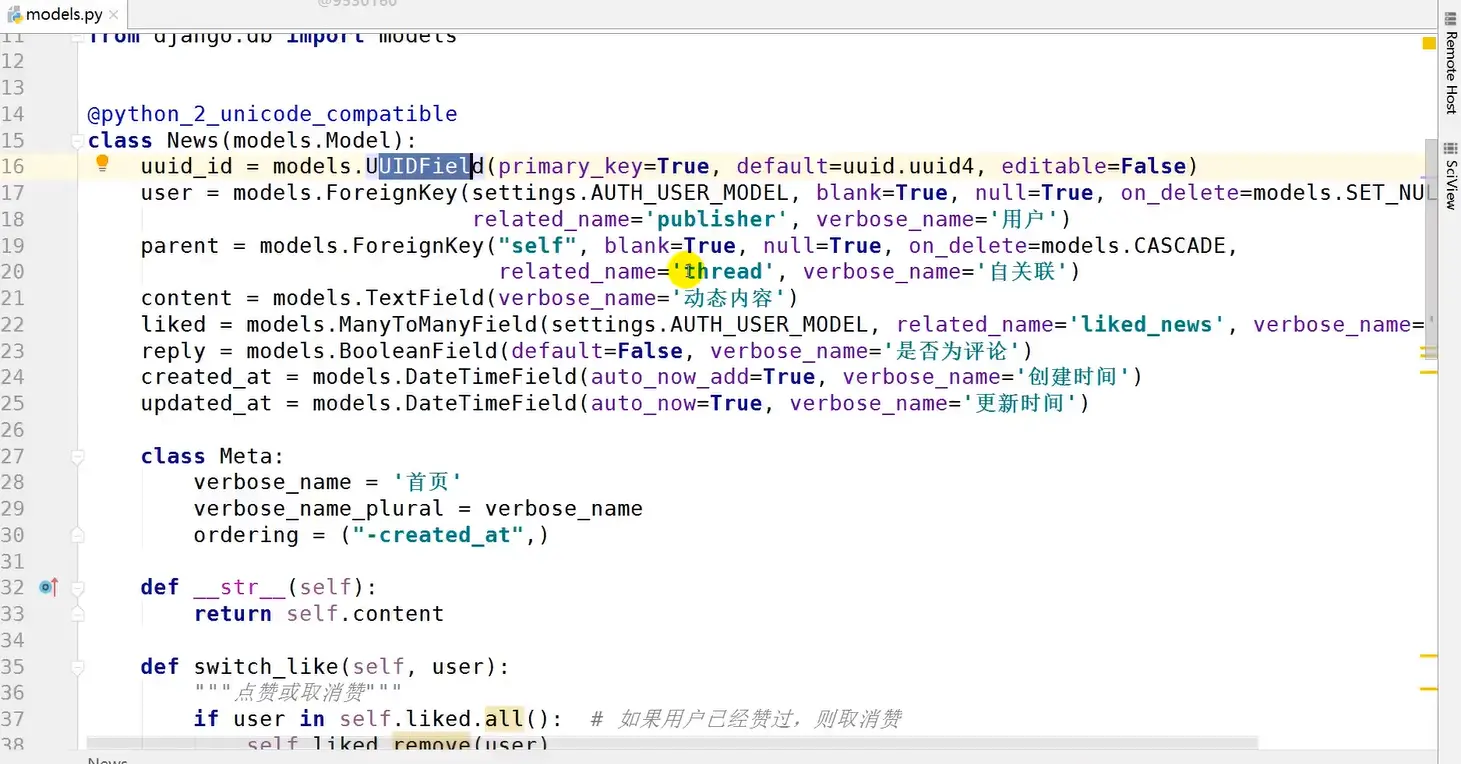 models.py
@9530160
11 from django.db import models
12
13
14 @python_2_unicode_compatible
15 class News(models.Model):
16     uuid_id = models.UUIDField(primary_key=True, default=uuid.uuid4, editable=False)
17     user = models.ForeignKey(settings.AUTH_USER_MODEL, blank=True, null=True, on_delete=models.SET_NUL
18                              related_name='publisher', verbose_name='用户')
19     parent = models.ForeignKey("self", blank=True, null=True, on_delete=models.CASCADE,
20                                related_name='thread', verbose_name='自关联')
21     content = models.TextField(verbose_name='动态内容')
22     liked = models.ManyToManyField(settings.AUTH_USER_MODEL, related_name='liked_news', verbose_name='
23     reply = models.BooleanField(default=False, verbose_name='是否为评论')
24     created_at = models.DateTimeField(auto_now_add=True, verbose_name='创建时间')
25     updated_at = models.DateTimeField(auto_now=True, verbose_name='更新时间')
26
27     class Meta:
28         verbose_name = '首页'
29         verbose_name_plural = verbose_name
30         ordering = ("-created_at",)
31
32     def __str__(self):
33         return self.content
34
35     def switch_like(self, user):
36         """点赞或取消赞"""
37         if user in self.liked.all():  # 如果用户已经赞过，则取消赞
38             self.liked.remove(user)
News
Remote Host
SciView